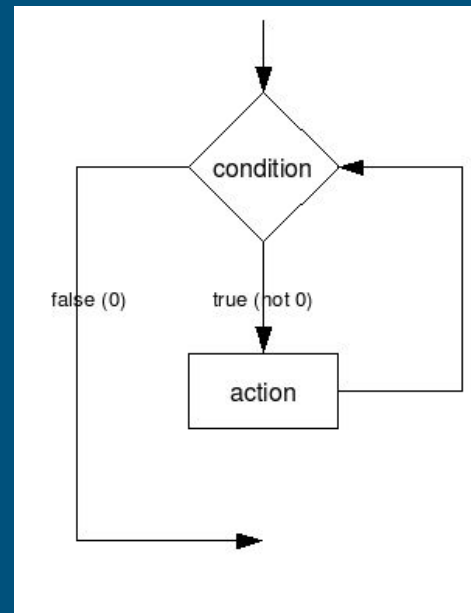 condition
false (0)
true (not 0)
action